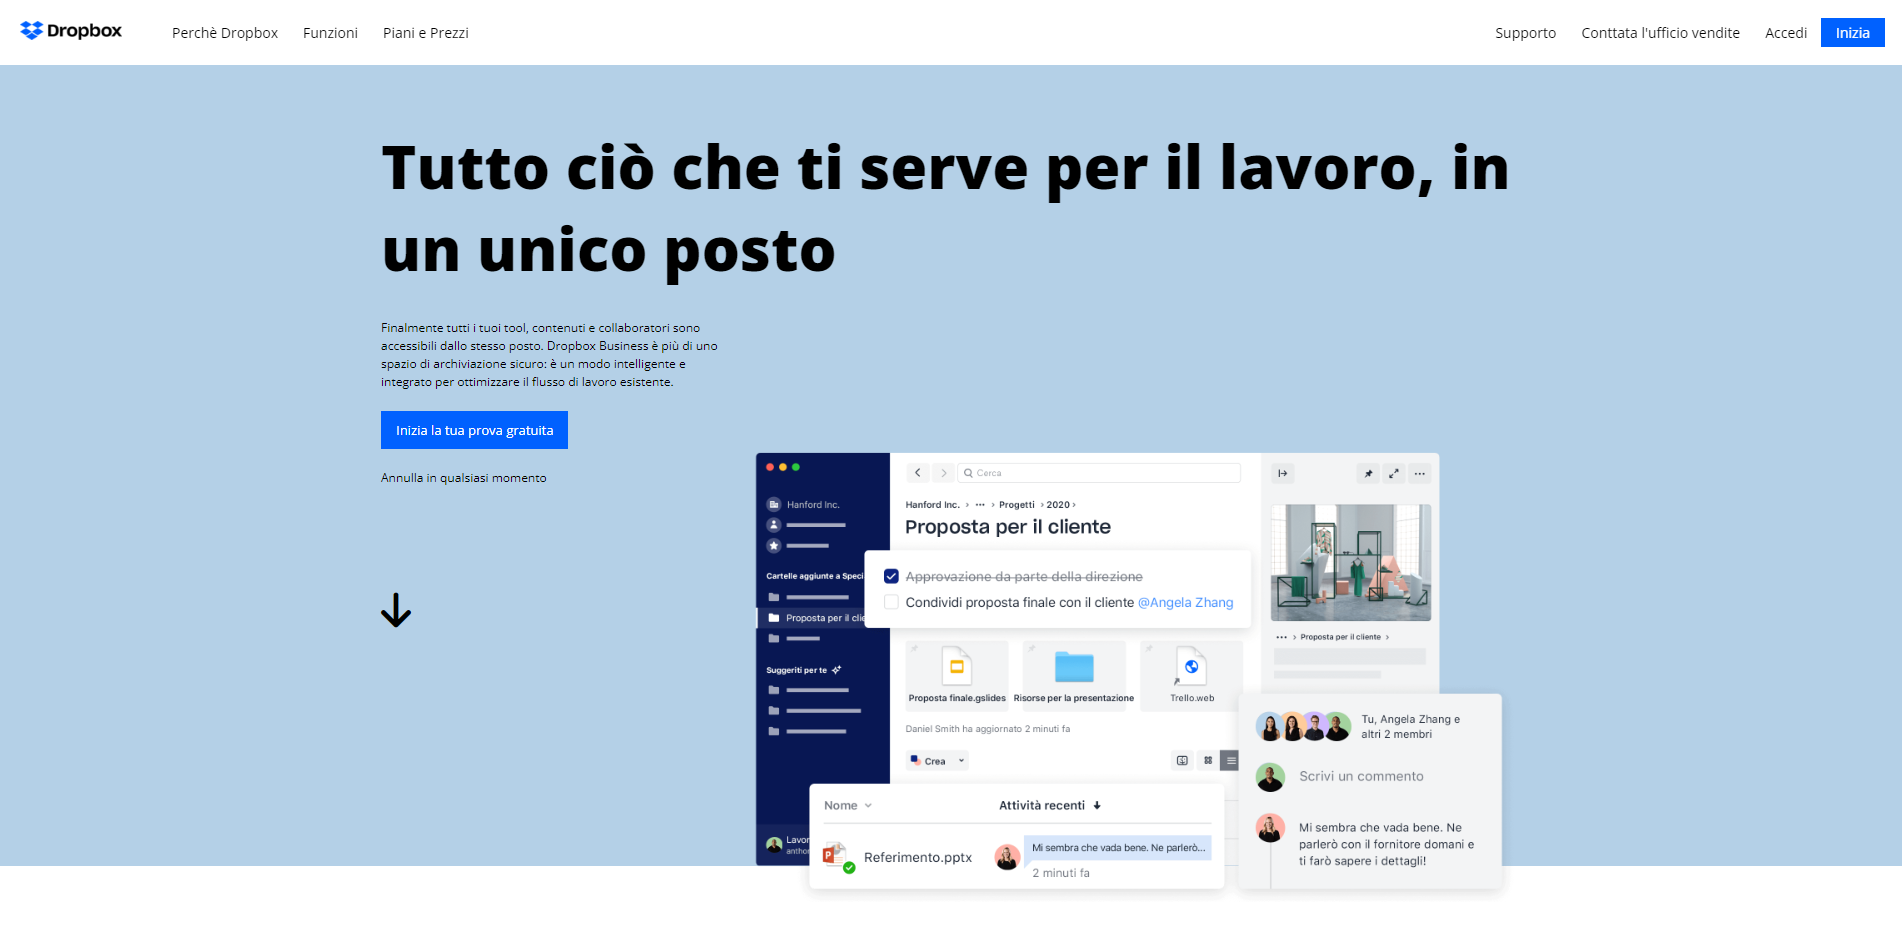 Dropbox
Perchè Dropbox
Funzioni
Piani e Prezzi
Supporto
Conttata l'ufficio vendite
Accedi
Inizia
Tutto ciò che ti serve per il lavoro, in
un unico posto
Finalmente tutti i tuoi tool, contenuti e collaboratori sono
accessibili dallo stesso posto. Dropbox Business è più di uno
spazio di archiviazione sicuro: è un modo intelligente e
integrato per ottimizzare il flusso di lavoro esistente.
Inizia la tua prova gratuita
Annulla in qualsiasi momento
Hanford Inc.
Cartelle aggiunte a Speci
Proposta per il clie
Suggeriti per te
Lavor
anthor
Cerca
Hanford Inc. › ··· › Progetti › 2020 ›
Proposta per il cliente
Approvazione da parte della direzione
Condividi proposta finale con il cliente @Angela Zhang
Proposta finale.gslides
Risorse per la presentazione
Trello.web
Daniel Smith ha aggiornato 2 minuti fa
Crea
Nome
Attività recenti
P
Referimento.pptx
Mi sembra che vada bene. Ne parlerò...
2 minuti fa
··· › Proposta per il cliente ›
Tu, Angela Zhang e
altri 2 membri
Scrivi un commento
Mi sembra che vada bene. Ne
parlerò con il fornitore domani e
ti farò sapere i dettagli!